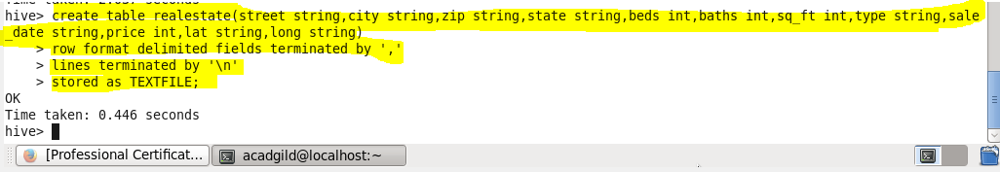 hive> create table realestate(street string,city string,zip string,state string,beds int,baths int,sq_ft int,type string,sale
_date string,price int,lat string,long string)
    > row format delimited fields terminated by ','
    > lines terminated by '\n'
    > stored as TEXTFILE;
OK
Time taken: 0.446 seconds
hive>
[Professional Certificat... acadgild@localhost:~